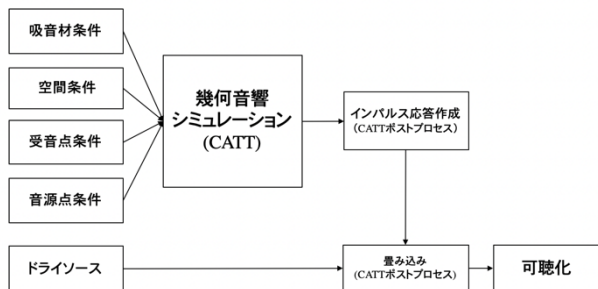 吸音材条件
空間条件
受音点条件
音源点条件
幾何音響
シミュレーション
(CATT)
インパルス応答作成
(CATTポストプロセス)
ドライソース
畳み込み
(CATTポストプロセス)
可聴化